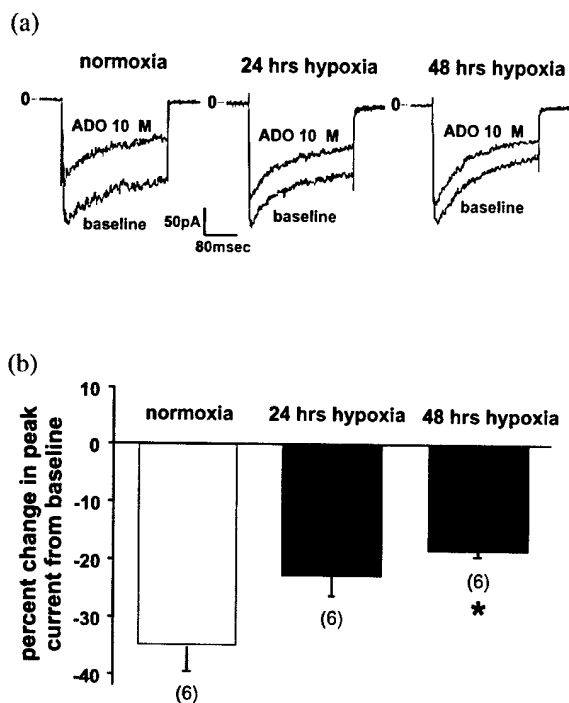 (a)
normoxia
24 hrs hypoxia
48 hrs hypoxia
0
0
0
ADO 10 M
ADO 10 M
ADO 10 M
baseline
50pA
80msec
baseline
baseline
(b)
percent change in peak
current from baseline
10
0
-10
-20
-30
-40
normoxia
24 hrs hypoxia
48 hrs hypoxia
(6)
(6)
(6)
*